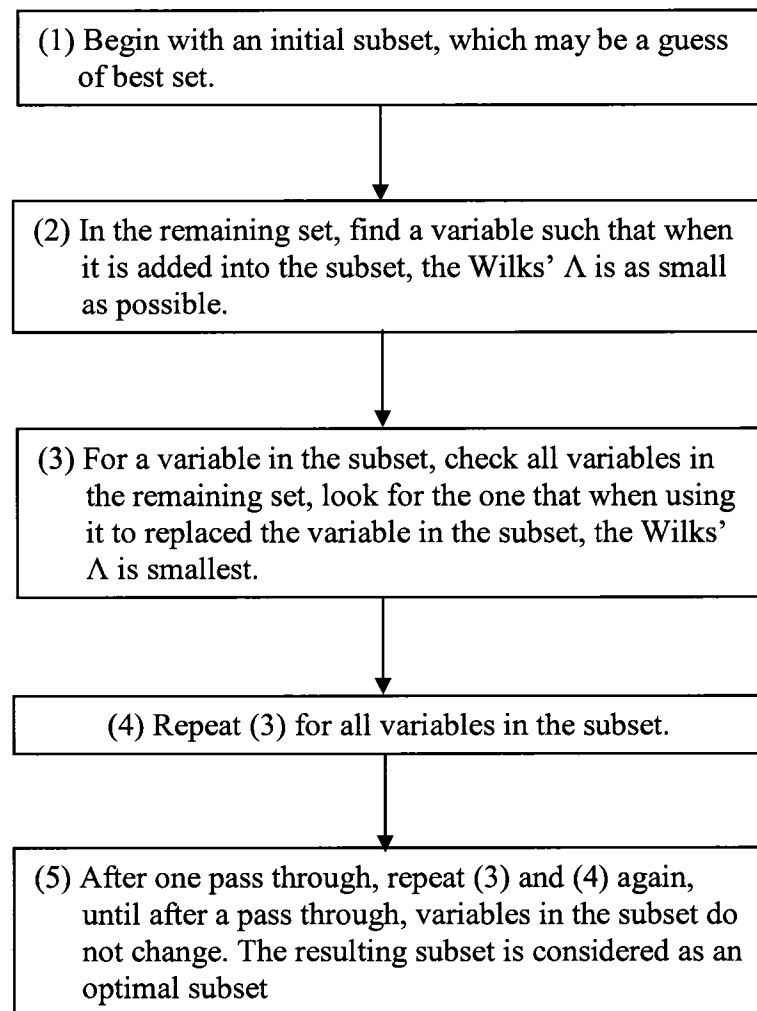 (1) Begin with an initial subset, which may be a guess
of best set.
(2) In the remaining set, find a variable such that when
it is added into the subset, the Wilks’ Λ is as small
as possible.
(3) For a variable in the subset, check all variables in
the remaining set, look for the one that when using
it to replaced the variable in the subset, the Wilks’
Λ is smallest.
(4) Repeat (3) for all variables in the subset.
(5) After one pass through, repeat (3) and (4) again,
until after a pass through, variables in the subset do
not change. The resulting subset is considered as an
optimal subset